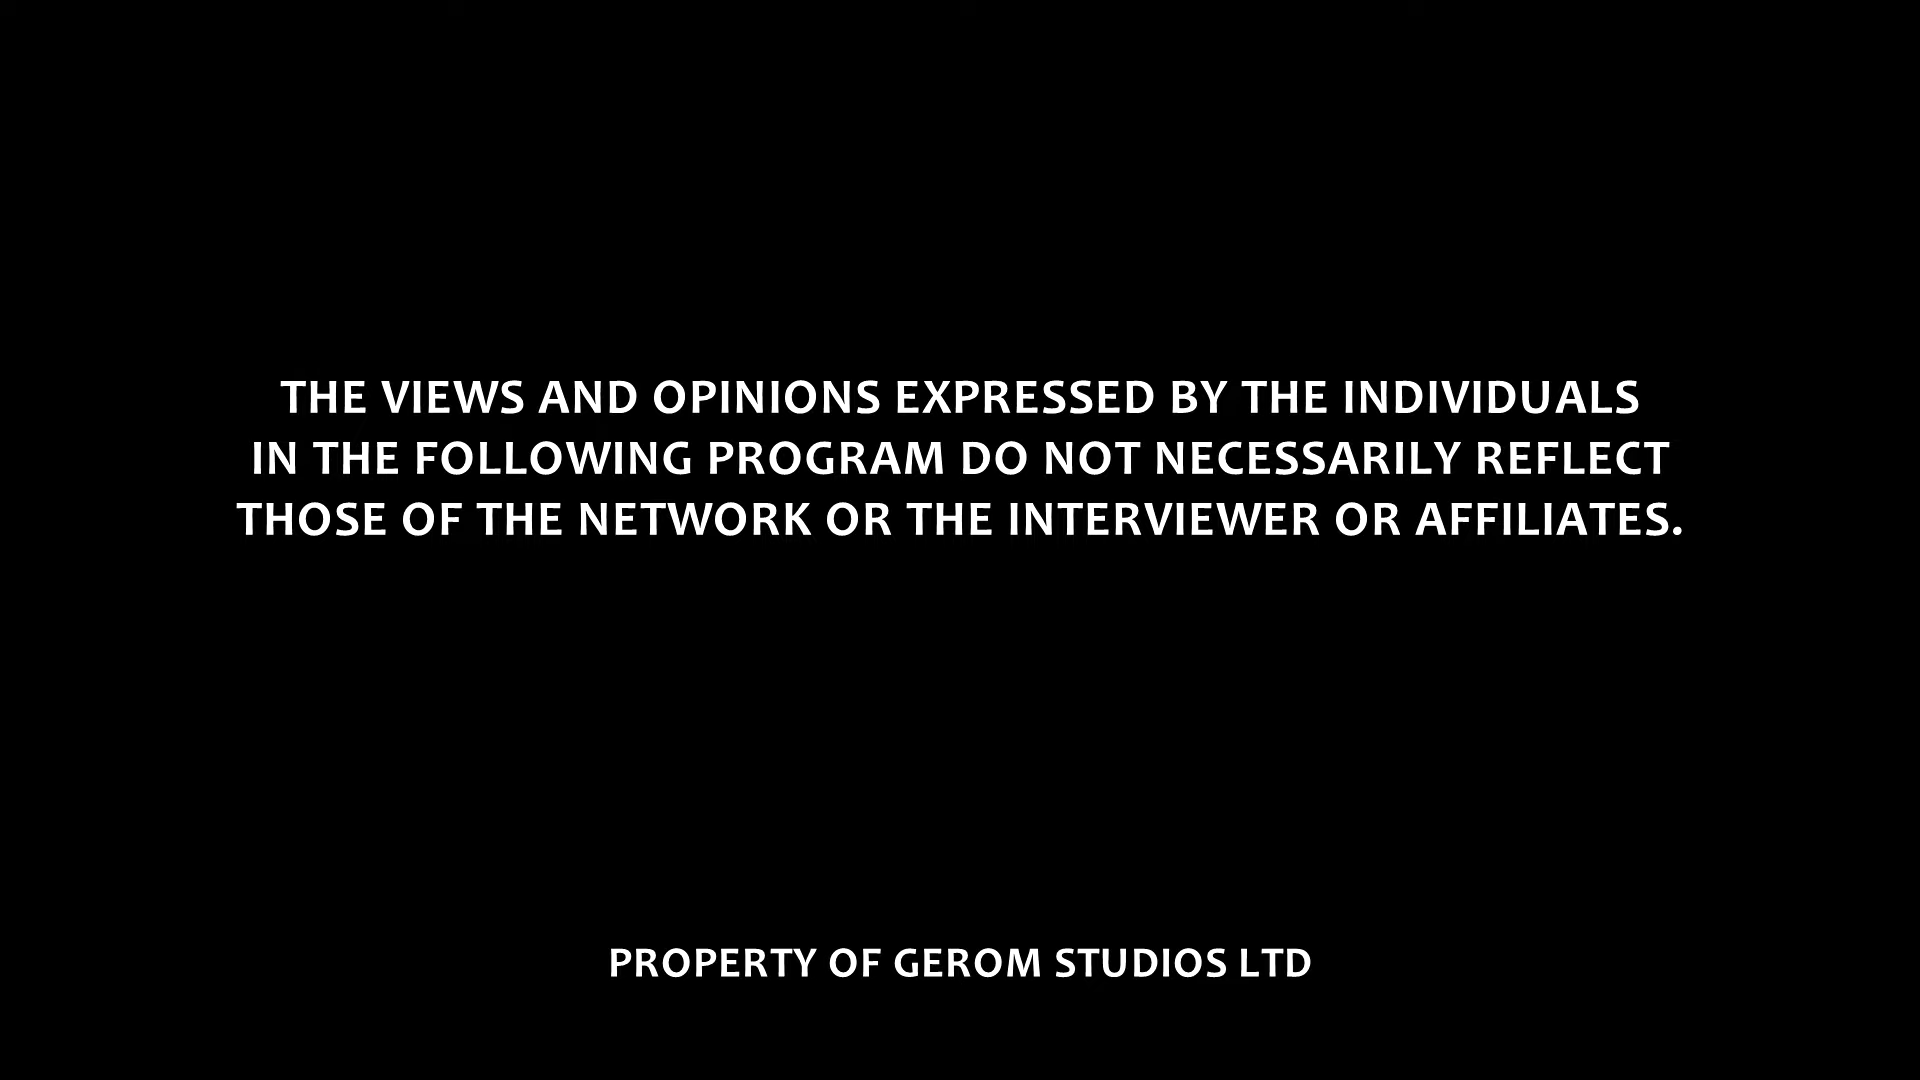 THE VIEWS AND OPINIONS EXPRESSED BY THE INDIVIDUALS
IN THE FOLLOWING PROGRAM DO NOT NECESSARILY REFLECT
THOSE OF THE NETWORK OR THE INTERVIEWER OR AFFILIATES.
PROPERTY OF GEROM STUDIOS LTD